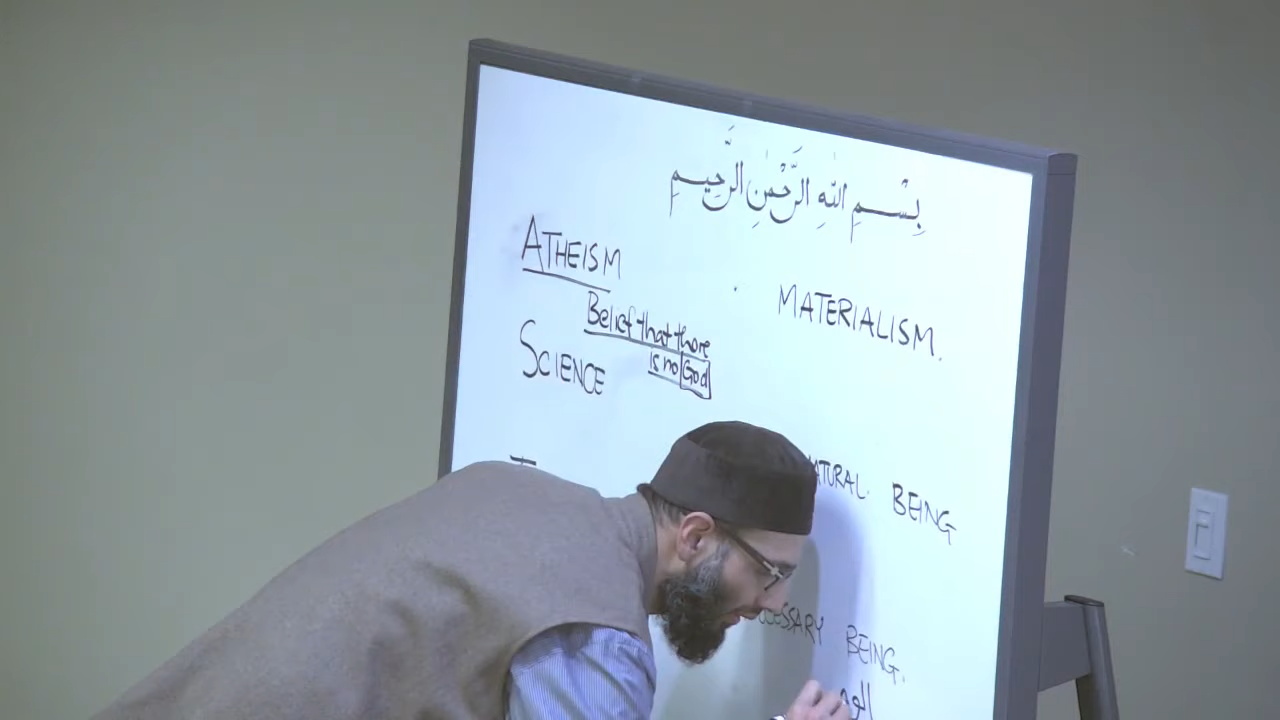 بِسْمِ اللهِ الرَّحْمٰنِ الرَّحِيمِ
ATHEISM
MATERIALISM.
Belief that there
is no God
SCIENCE
BEING
BEING.